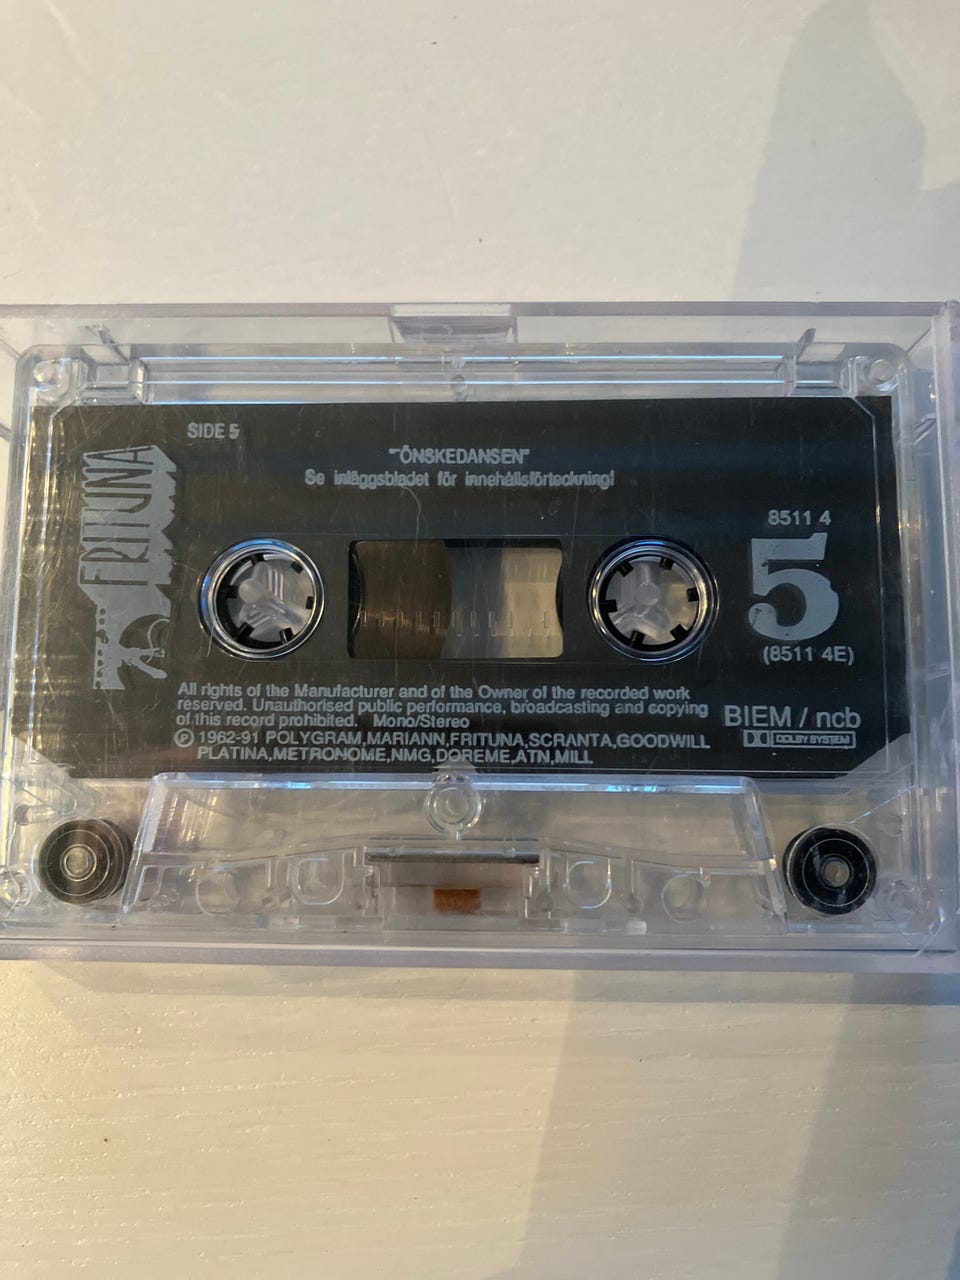 SIDE 5
FRITUNA
"ÖNSKEDANSEN"
Se inläggsbladet för innehållsförteckning!
8511 4
5
(8511 4E)
All rights of the Manufacturer and of the Owner of the recorded work
reserved. Unauthorised public performance, broadcasting and copying
of this record prohibited. Mono/Stereo
Ⓟ 1962-91 POLYGRAM,MARIANN,FRITUNA,SCRANTA,GOODWILL
PLATINA,METRONOME,NMG,DOREME,ATN,MILL
BIEM / ncb
DOLBY SYSTEM